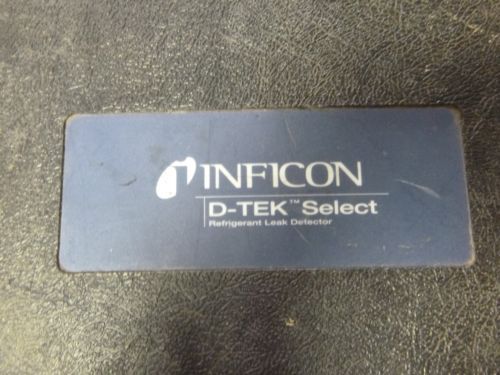 INFICON
D-TEK™ Select
Refrigerant Leak Detector